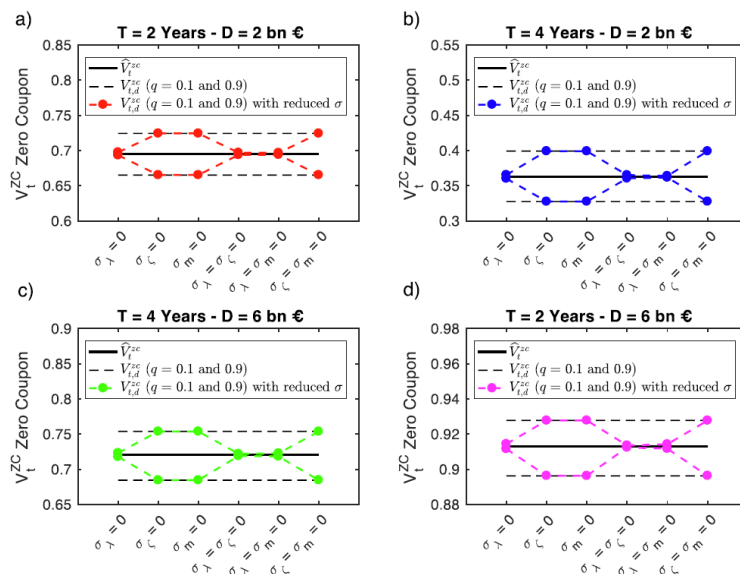 a)
T = 2 Years - D = 2 bn €
0.85
0.8
0.75
0.7
0.65
0.6
V_t^ZC Zero Coupon
V̂_t^zc
V_{t,d}^zc (q = 0.1 and 0.9)
V_{t,d}^zc (q = 0.1 and 0.9) with reduced σ
σ_λ = 0
σ_ζ = 0
σ_m = 0
σ_λ = σ_ζ = 0
σ_λ = σ_m = 0
σ_ζ = σ_m = 0
b)
T = 4 Years - D = 2 bn €
0.5
0.45
0.4
0.35
0.3
V_t^ZC Zero Coupon
V̂_t^zc
V_{t,d}^zc (q = 0.1 and 0.9)
V_{t,d}^zc (q = 0.1 and 0.9) with reduced σ
σ_λ = 0
σ_ζ = 0
σ_m = 0
σ_λ = σ_ζ = 0
σ_λ = σ_m = 0
σ_ζ = σ_m = 0
c)
T = 4 Years - D = 6 bn €
0.9
0.85
0.8
0.75
0.7
0.65
V_t^ZC Zero Coupon
V̂_t^zc
V_{t,d}^zc (q = 0.1 and 0.9)
V_{t,d}^zc (q = 0.1 and 0.9) with reduced σ
σ_λ = 0
σ_ζ = 0
σ_m = 0
σ_λ = σ_ζ = 0
σ_λ = σ_m = 0
σ_ζ = σ_m = 0
d)
T = 2 Years - D = 6 bn €
0.98
0.96
0.94
0.92
0.9
0.88
V_t^ZC Zero Coupon
V̂_t^zc
V_{t,d}^zc (q = 0.1 and 0.9)
V_{t,d}^zc (q = 0.1 and 0.9) with reduced σ
σ_λ = 0
σ_ζ = 0
σ_m = 0
σ_λ = σ_ζ = 0
σ_λ = σ_m = 0
σ_ζ = σ_m = 0